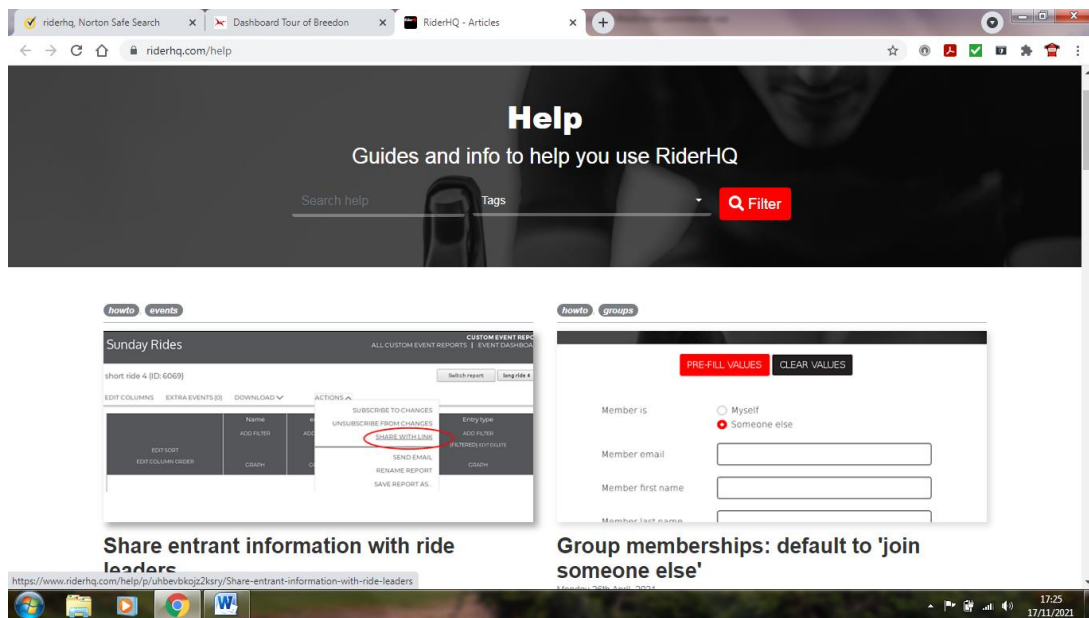 riderhq, Norton Safe Search
Dashboard Tour of Breedon
RiderHQ - Articles
riderhq.com/help
Help
Guides and info to help you use RiderHQ
Search help
Tags
Filter
howto events
Sunday Rides
CUSTOM EVENT REPO
ALL CUSTOM EVENT REPORTS | EVENT DASHBOA
short ride 4 (ID: 6069)
Switch report
long ride 4
EDIT COLUMNS EXTRA EVENTS (0) DOWNLOAD ACTIONS
SUBSCRIBE TO CHANGES
UNSUBSCRIBE FROM CHANGES
SHARE WITH LINK
SEND EMAIL
RENAME REPORT
SAVE REPORT AS..
Name
Entry type
ADD FILTER
ADD FILTER
EDIT SORT
EDIT COLUMN ORDER
GRAPH
GRAPH
Share entrant information with ride
leaders
howto groups
PRE-FILL VALUES CLEAR VALUES
Member is
Myself
Someone else
Member email
Member first name
Member last name
Group memberships: default to 'join
someone else'
Monday 26th April, 2021
https://www.riderhq.com/help/p/uhbevbkojz2ksry/Share-entrant-information-with-ride-leaders
17:25
17/11/2021